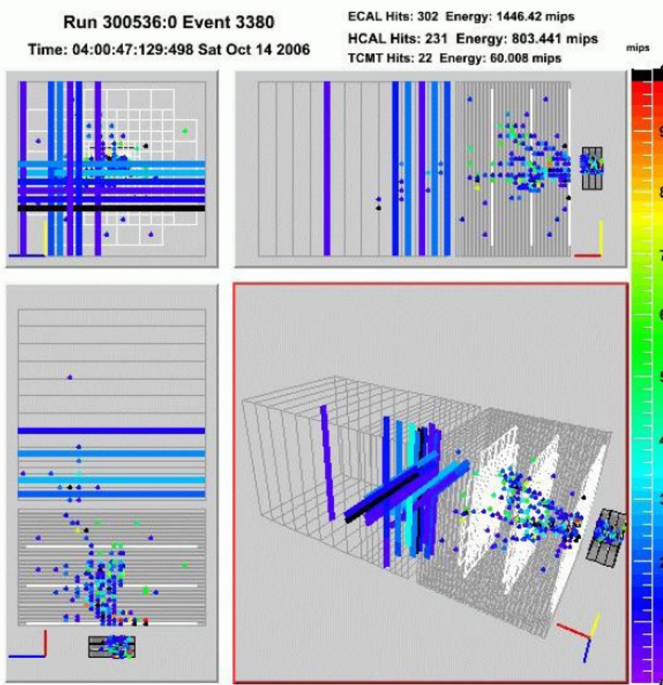 Run 300536:0 Event 3380
Time: 04:00:47:129:498 Sat Oct 14 2006
ECAL Hits: 302 Energy: 1446.42 mips
HCAL Hits: 231 Energy: 803.441 mips
TCMT Hits: 22 Energy: 60.008 mips
mips